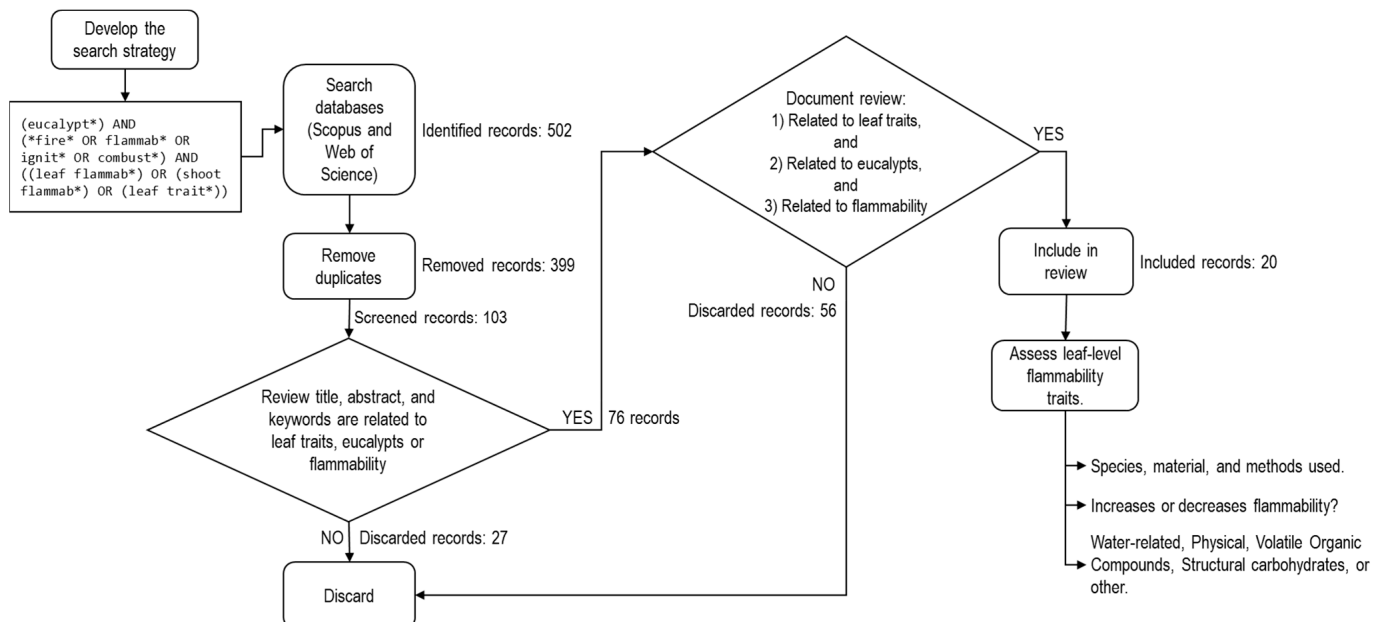 Develop the
search strategy
(eucalypt*) AND
(*fire* OR flammab* OR
ignit* OR combust*) AND
((leaf flammab*) OR (shoot
flammab*) OR (leaf trait*))
Search
databases
(Scopus and
Web of
Science)
Identified records: 502
Remove
duplicates
Removed records: 399
Screened records: 103
Review title, abstract, and
keywords are related to
leaf traits, eucalypts or
flammability
YES
76 records
NO
Discarded records: 27
Discard
Document review:
1) Related to leaf traits,
and
2) Related to eucalypts,
and
3) Related to flammability
NO
Discarded records: 56
YES
Include in
review
Included records: 20
Assess leaf-level
flammability
traits.
Species, material, and methods used.
Increases or decreases flammability?
Water-related, Physical, Volatile Organic
Compounds, Structural carbohydrates, or
other.